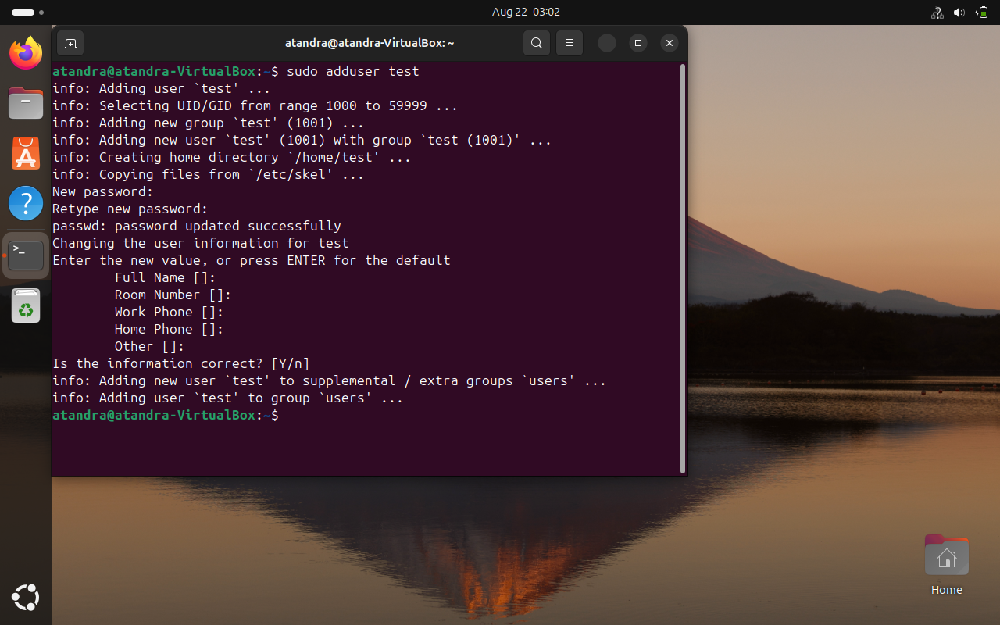 Aug 22 03:02
atandra@atandra-VirtualBox: ~
atandra@atandra-VirtualBox:~$ sudo adduser test
info: Adding user `test' ...
info: Selecting UID/GID from range 1000 to 59999 ...
info: Adding new group `test' (1001) ...
info: Adding new user `test' (1001) with group `test (1001)' ...
info: Creating home directory `/home/test' ...
info: Copying files from `/etc/skel' ...
New password:
Retype new password:
passwd: password updated successfully
Changing the user information for test
Enter the new value, or press ENTER for the default
Full Name []:
Room Number []:
Work Phone []:
Home Phone []:
Other []:
Is the information correct? [Y/n]
info: Adding new user `test' to supplemental / extra groups `users' ...
info: Adding user `test' to group `users' ...
atandra@atandra-VirtualBox:~$
Home